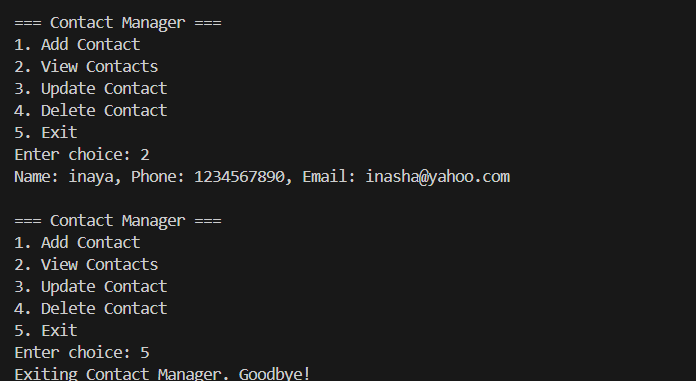 === Contact Manager ===
1. Add Contact
2. View Contacts
3. Update Contact
4. Delete Contact
5. Exit
Enter choice: 2
Name: inaya, Phone: 1234567890, Email: inasha@yahoo.com
=== Contact Manager ===
1. Add Contact
2. View Contacts
3. Update Contact
4. Delete Contact
5. Exit
Enter choice: 5
Exiting Contact Manager. Goodbye!